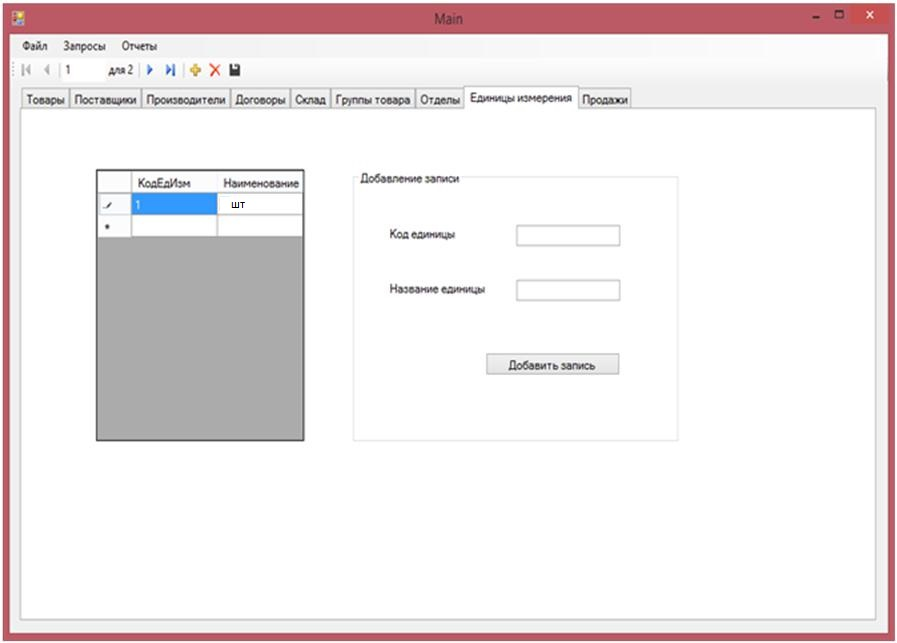 Main
Файл Запросы Отчеты
1 для 2
Товары Поставщики Производители Договоры Склад Группы товара Отделы Единицы измерения Продажи
КодЕдИзм Наименование
1 шт
*
Добавление записи
Код единицы
Название единицы
Добавить запись